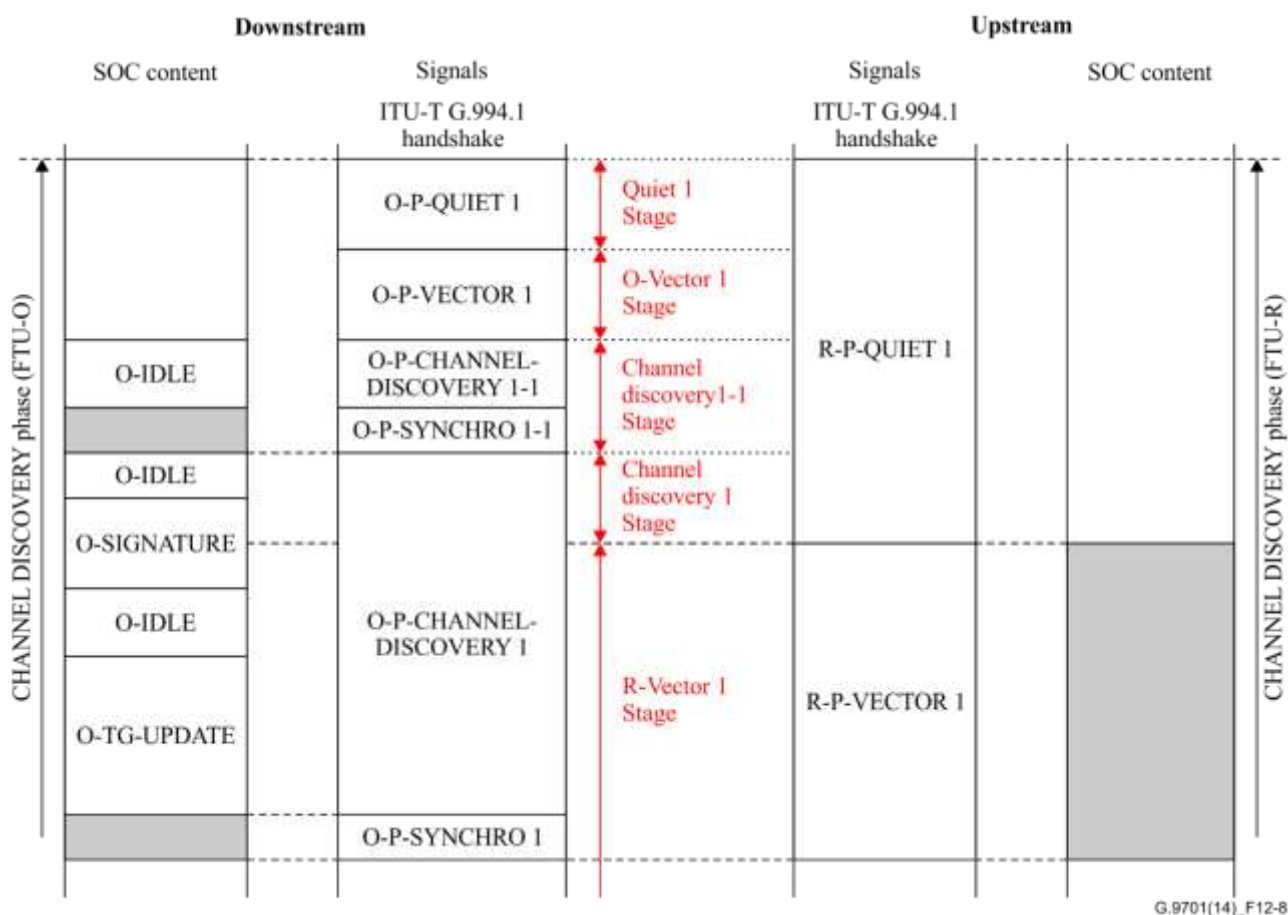 Downstream
Upstream
SOC content
Signals
Signals
SOC content
ITU-T G.994.1
handshake
ITU-T G.994.1
handshake
CHANNEL DISCOVERY phase (FTU-O)
O-IDLE
O-IDLE
O-SIGNATURE
O-IDLE
O-TG-UPDATE
O-P-QUIET 1
O-P-VECTOR 1
O-P-CHANNEL-
DISCOVERY 1-1
O-P-SYNCHRO 1-1
O-P-CHANNEL-
DISCOVERY 1
O-P-SYNCHRO 1
Quiet 1
Stage
O-Vector 1
Stage
Channel
discovery1-1
Stage
Channel
discovery 1
Stage
R-Vector 1
Stage
R-P-QUIET 1
R-P-VECTOR 1
CHANNEL DISCOVERY phase (FTU-R)
G.9701(14)_F12-8